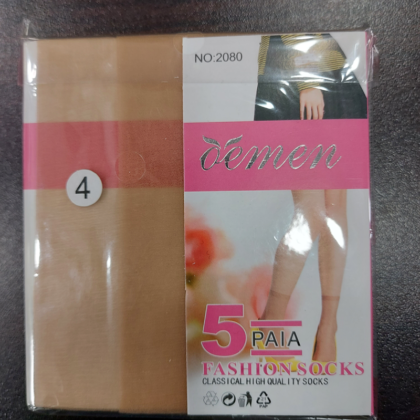 NO:2080
demen
4
5
PAIA
FASHION SOCKS
CLASSICAL HIGH QUALITY SOCKS